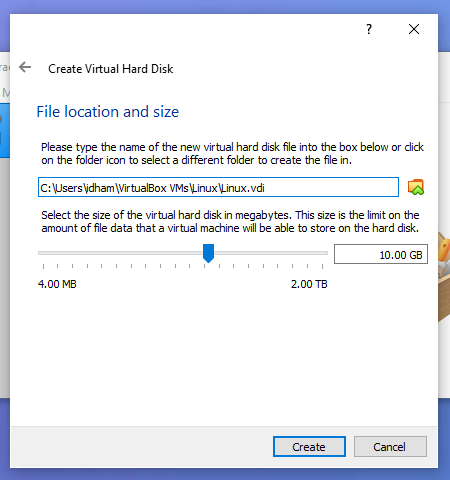 ?
Create Virtual Hard Disk
File location and size
Please type the name of the new virtual hard disk file into the box below or click
on the folder icon to select a different folder to create the file in.
C:\Users\jdham\VirtualBox VMs\Linux\Linux.vdi
Select the size of the virtual hard disk in megabytes. This size is the limit on the
amount of file data that a virtual machine will be able to store on the hard disk.
10.00 GB
4.00 MB 2.00 TB
Create Cancel